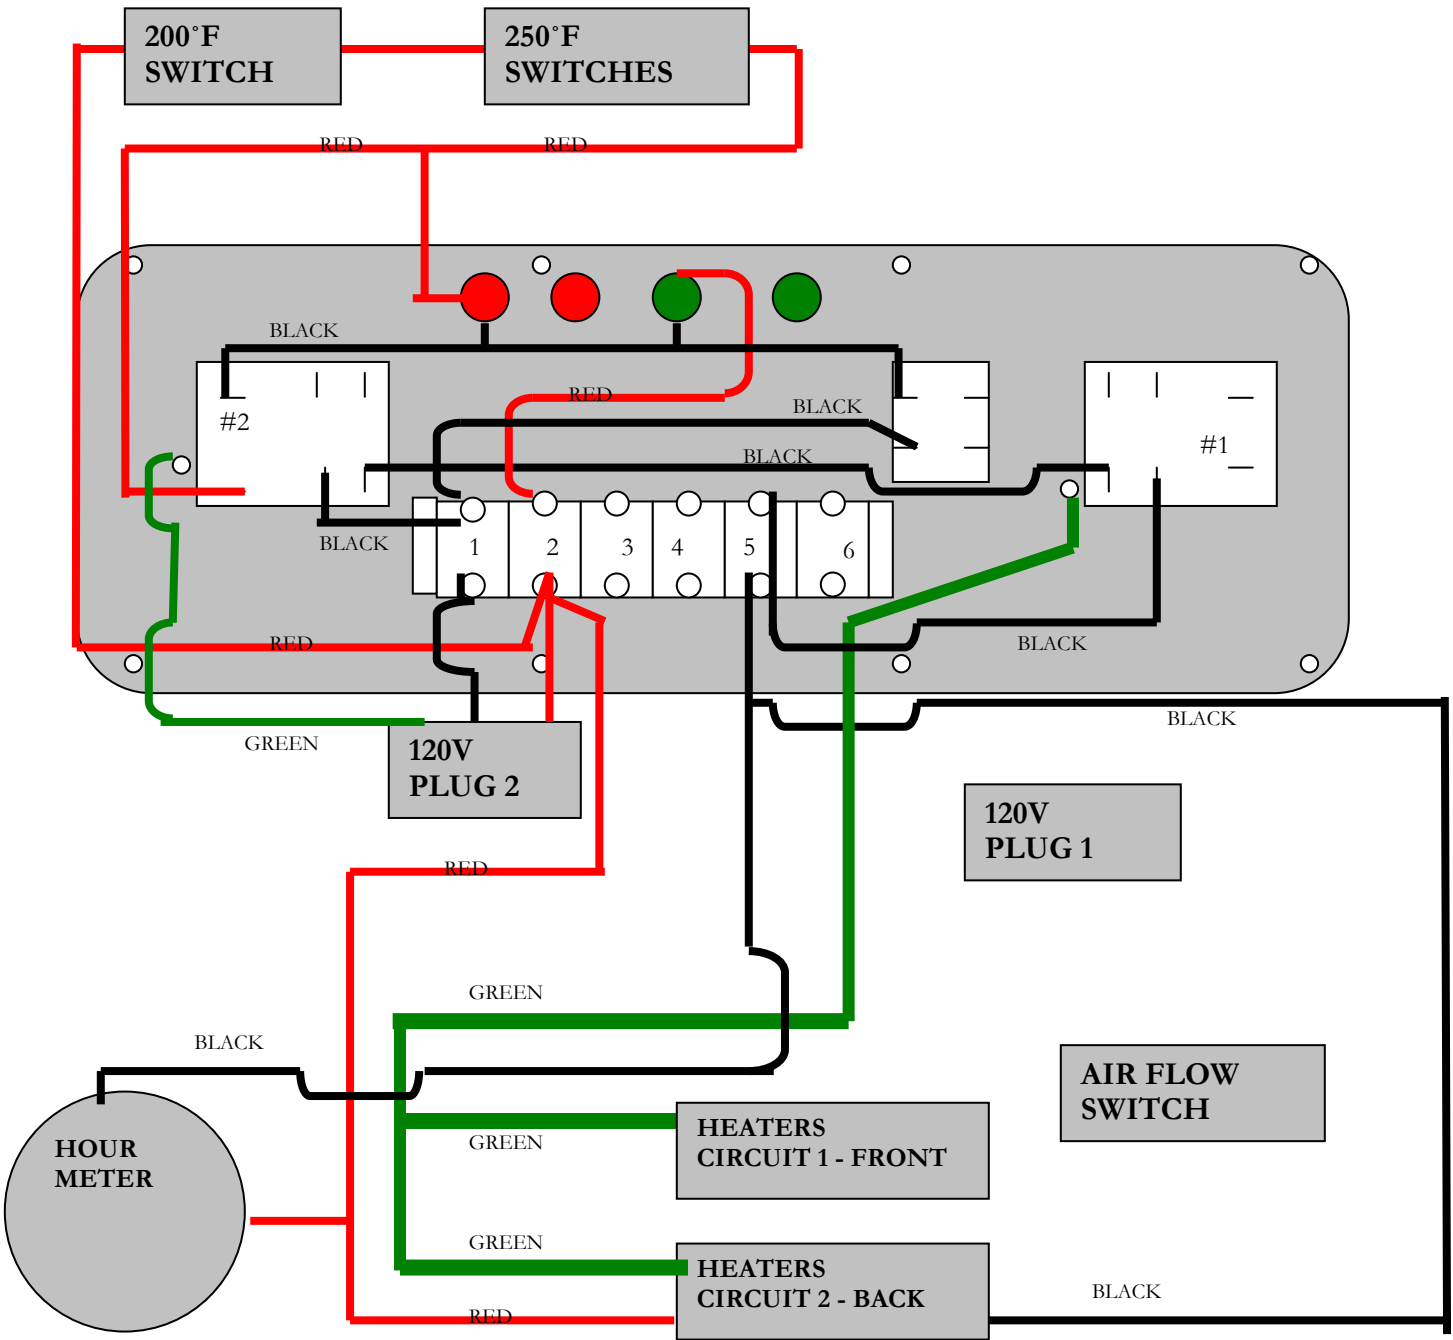 200°F
SWITCH
250°F
SWITCHES
RED
RED
BLACK
RED
BLACK
#2
#1
BLACK
BLACK
1
2
3
4
5
6
RED
BLACK
GREEN
BLACK
120V
PLUG 2
120V
PLUG 1
RED
GREEN
BLACK
AIR FLOW
SWITCH
HOUR
METER
GREEN
HEATERS
CIRCUIT 1 - FRONT
GREEN
HEATERS
CIRCUIT 2 - BACK
BLACK
RED